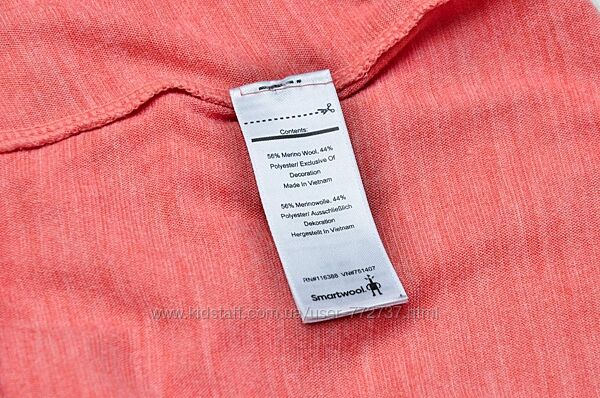 Contents:
56% Merino Wool, 44%
Polyester/ Exclusive Of
Decoration
Made In Vietnam
56% Merinowolle, 44%
Polyester/ Ausschließlich
Dekoration
Hergestellt In Vietnam
RN#116388 VN#751407
Smartwool
www.kidstaff.com.ua/user-772737.html